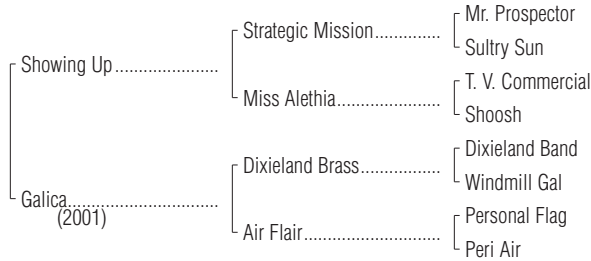 Mr. Prospector
Strategic Mission..............
Sultry Sun
Showing Up......................
T. V. Commercial
Miss Alethia......................
Shoosh
Dixieland Band
Dixieland Brass.................
Windmill Gal
Galica................................
(2001)
Personal Flag
Air Flair.............................
Peri Air